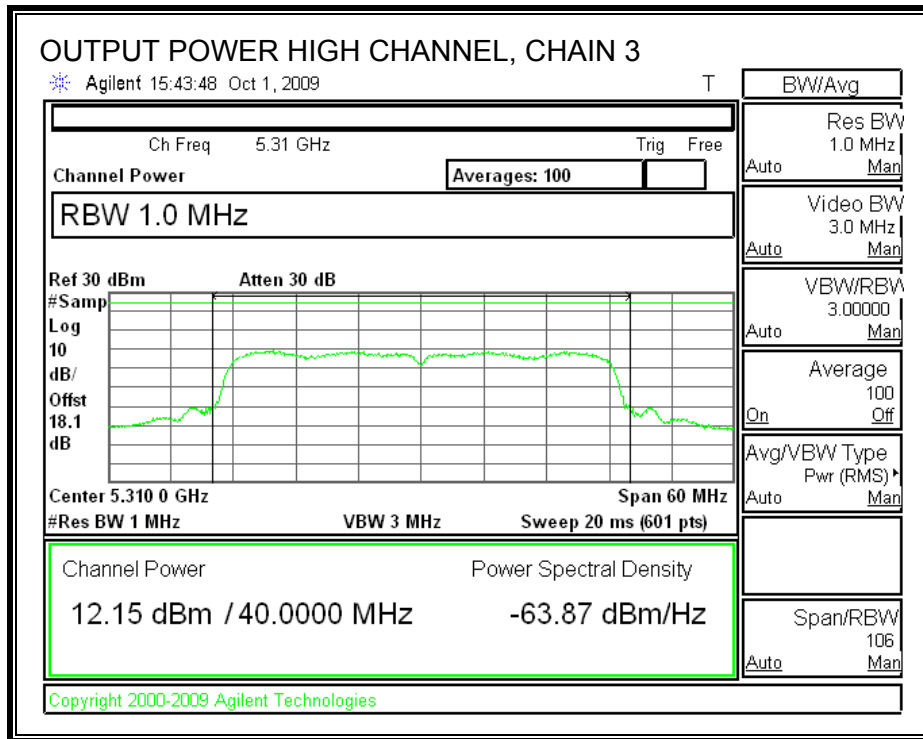 OUTPUT POWER HIGH CHANNEL, CHAIN 3
Agilent 15:43:48 Oct 1, 2009 T
Ch Freq 5.31 GHz Trig Free
Channel Power Averages: 100
RBW 1.0 MHz
Ref 30 dBm Atten 30 dB
#Samp
Log
10
dB/
Offst
18.1
dB
Center 5.310 0 GHz Span 60 MHz
#Res BW 1 MHz VBW 3 MHz Sweep 20 ms (601 pts)
Channel Power Power Spectral Density
12.15 dBm / 40.0000 MHz -63.87 dBm/Hz
Copyright 2000-2009 Agilent Technologies
BW/Avg
Res BW
1.0 MHz
Auto Man
Video BW
3.0 MHz
Auto Man
VBW/RBW
3.00000
Auto Man
Average
100
On Off
Avg/VBW Type
Pwr (RMS)
Auto Man
Span/RBW
106
Auto Man